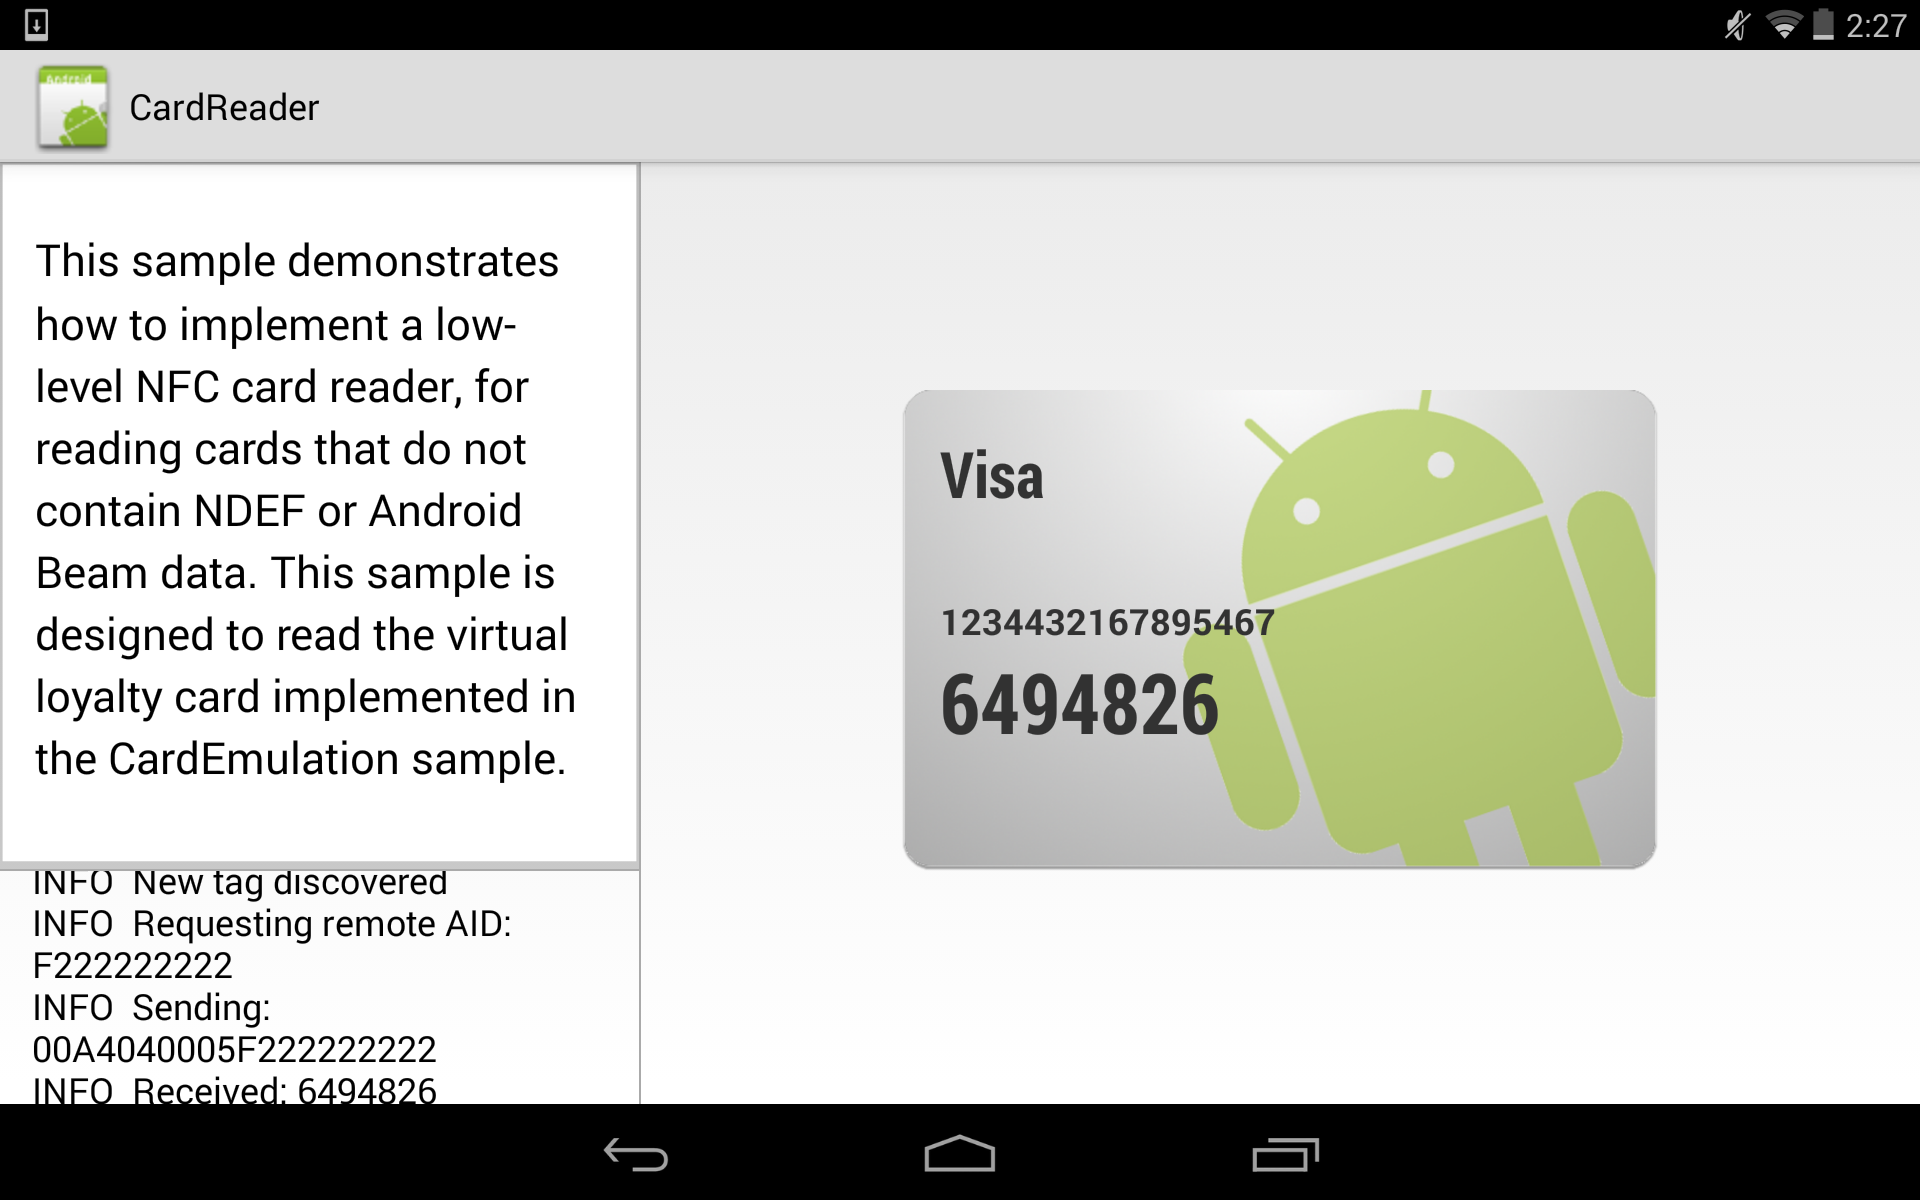 2:27
Android
CardReader
This sample demonstrates
how to implement a low-
level NFC card reader, for
reading cards that do not
contain NDEF or Android
Beam data. This sample is
designed to read the virtual
loyalty card implemented in
the CardEmulation sample.
INFO  New tag discovered
INFO  Requesting remote AID:
F222222222
INFO  Sending:
00A4040005F222222222
INFO  Received: 6494826
Visa
1234432167895467
6494826